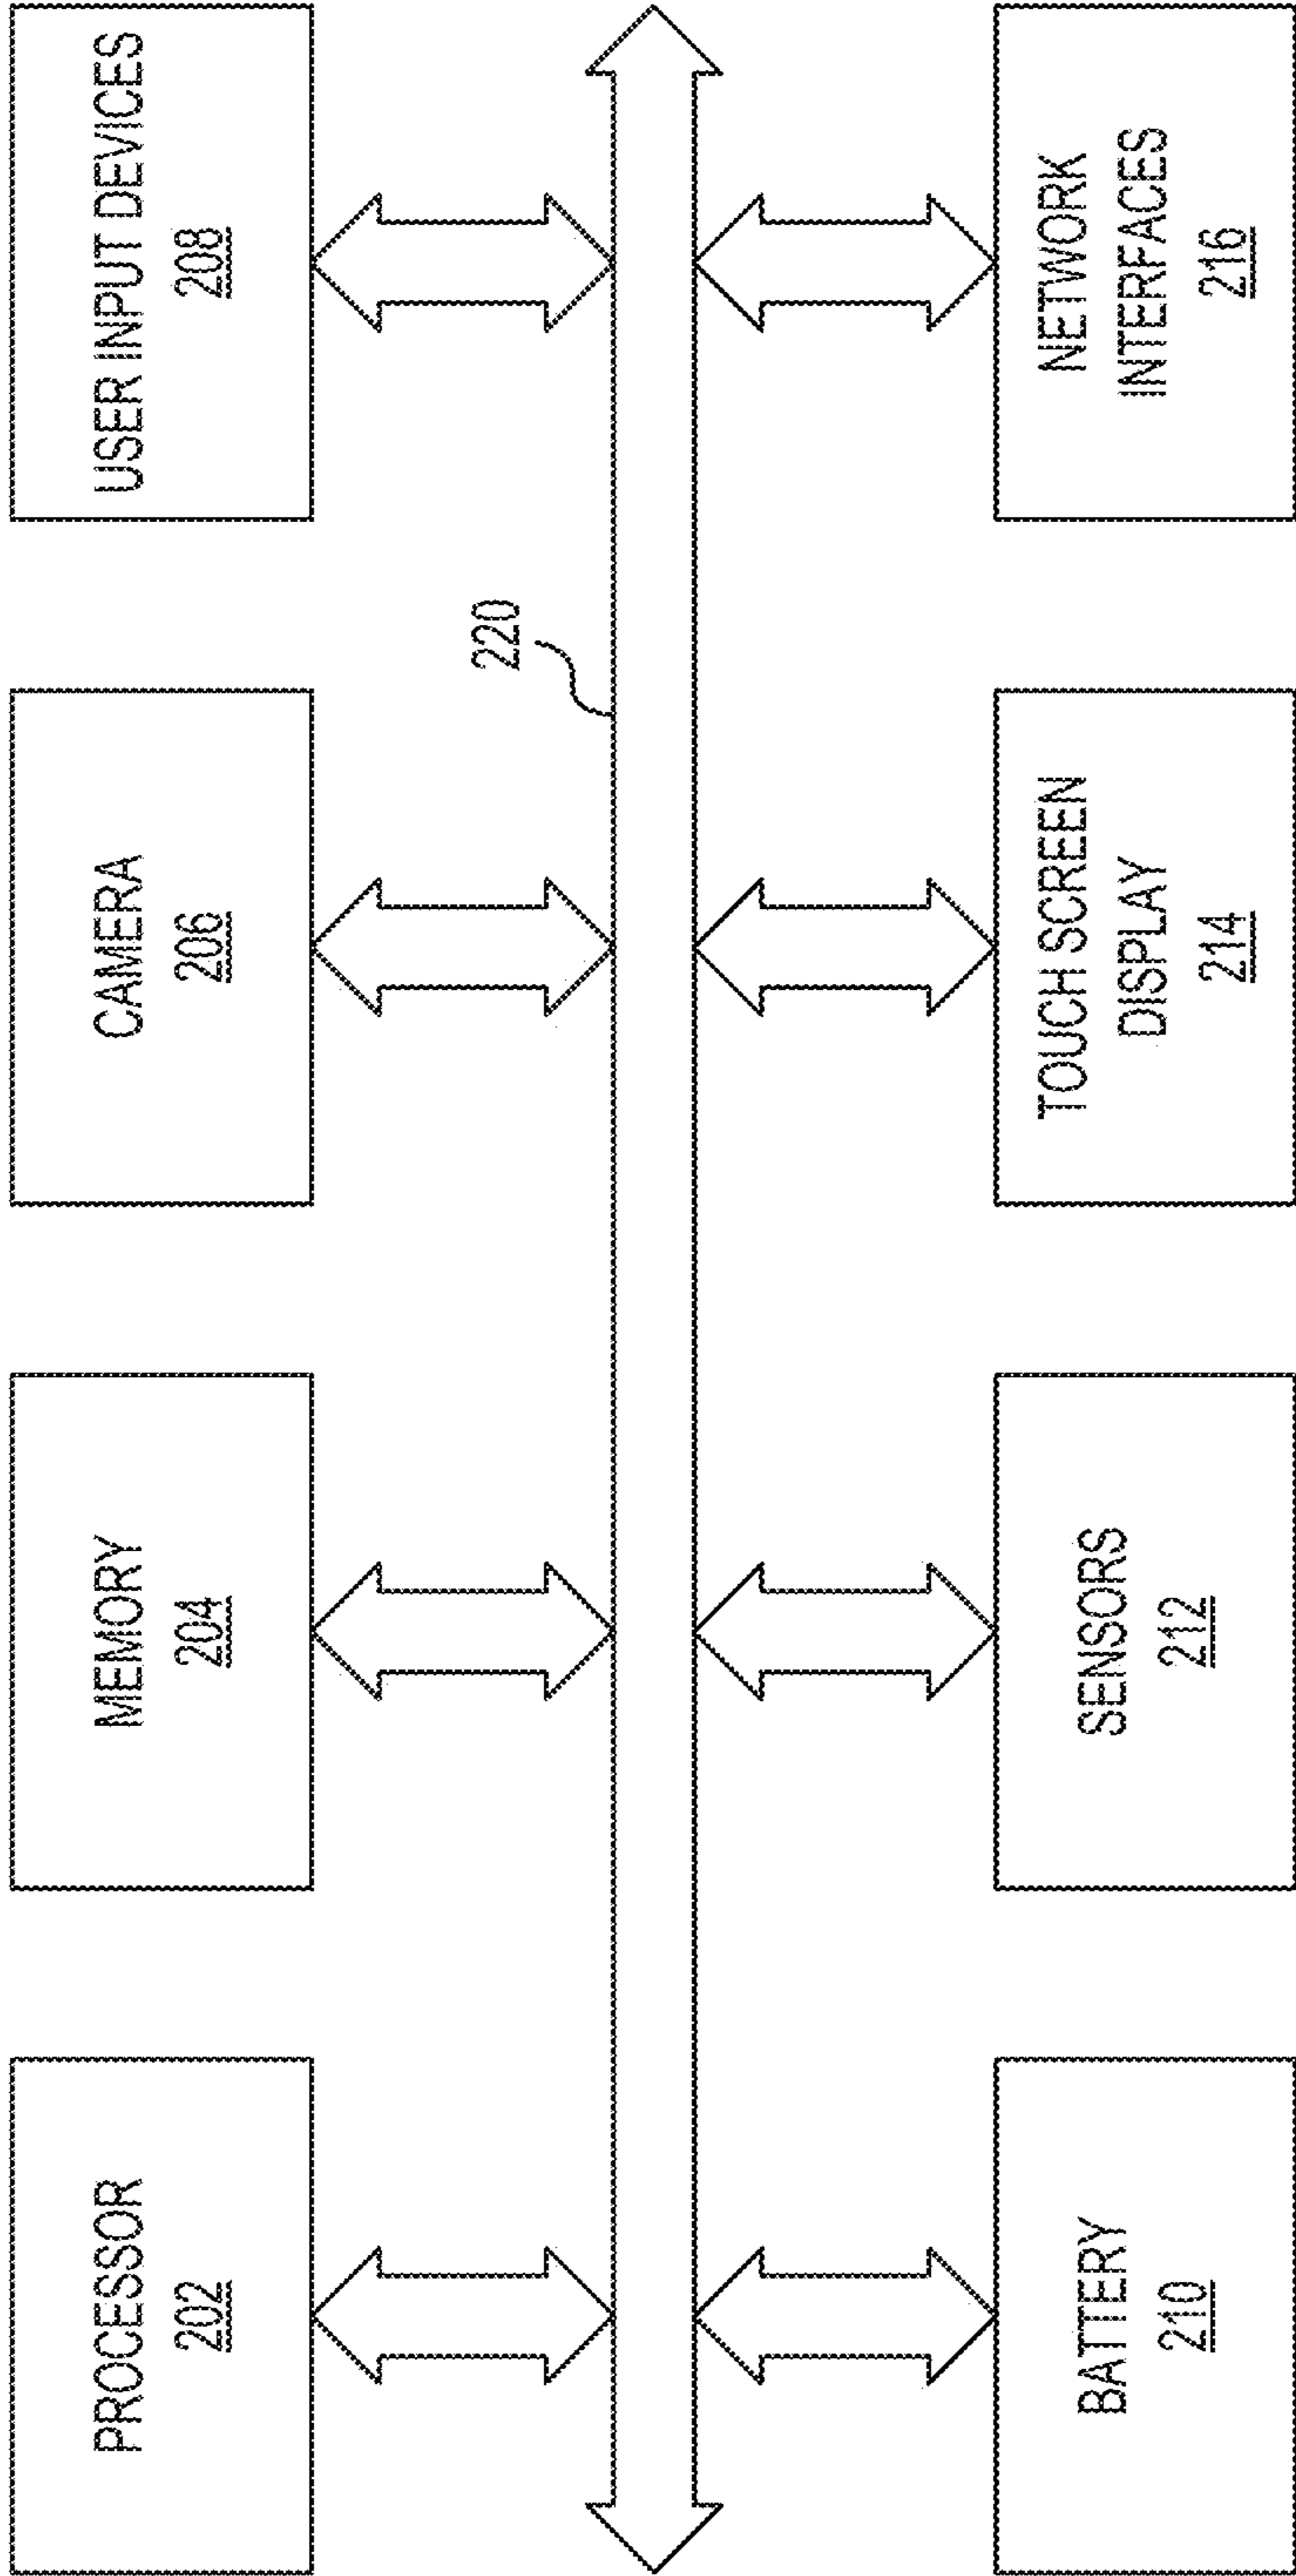 PROCESSOR
202
MEMORY
204
CAMERA
206
USER INPUT DEVICES
208
220
BATTERY
210
SENSORS
212
TOUCH SCREEN
DISPLAY
214
NETWORK
INTERFACES
216